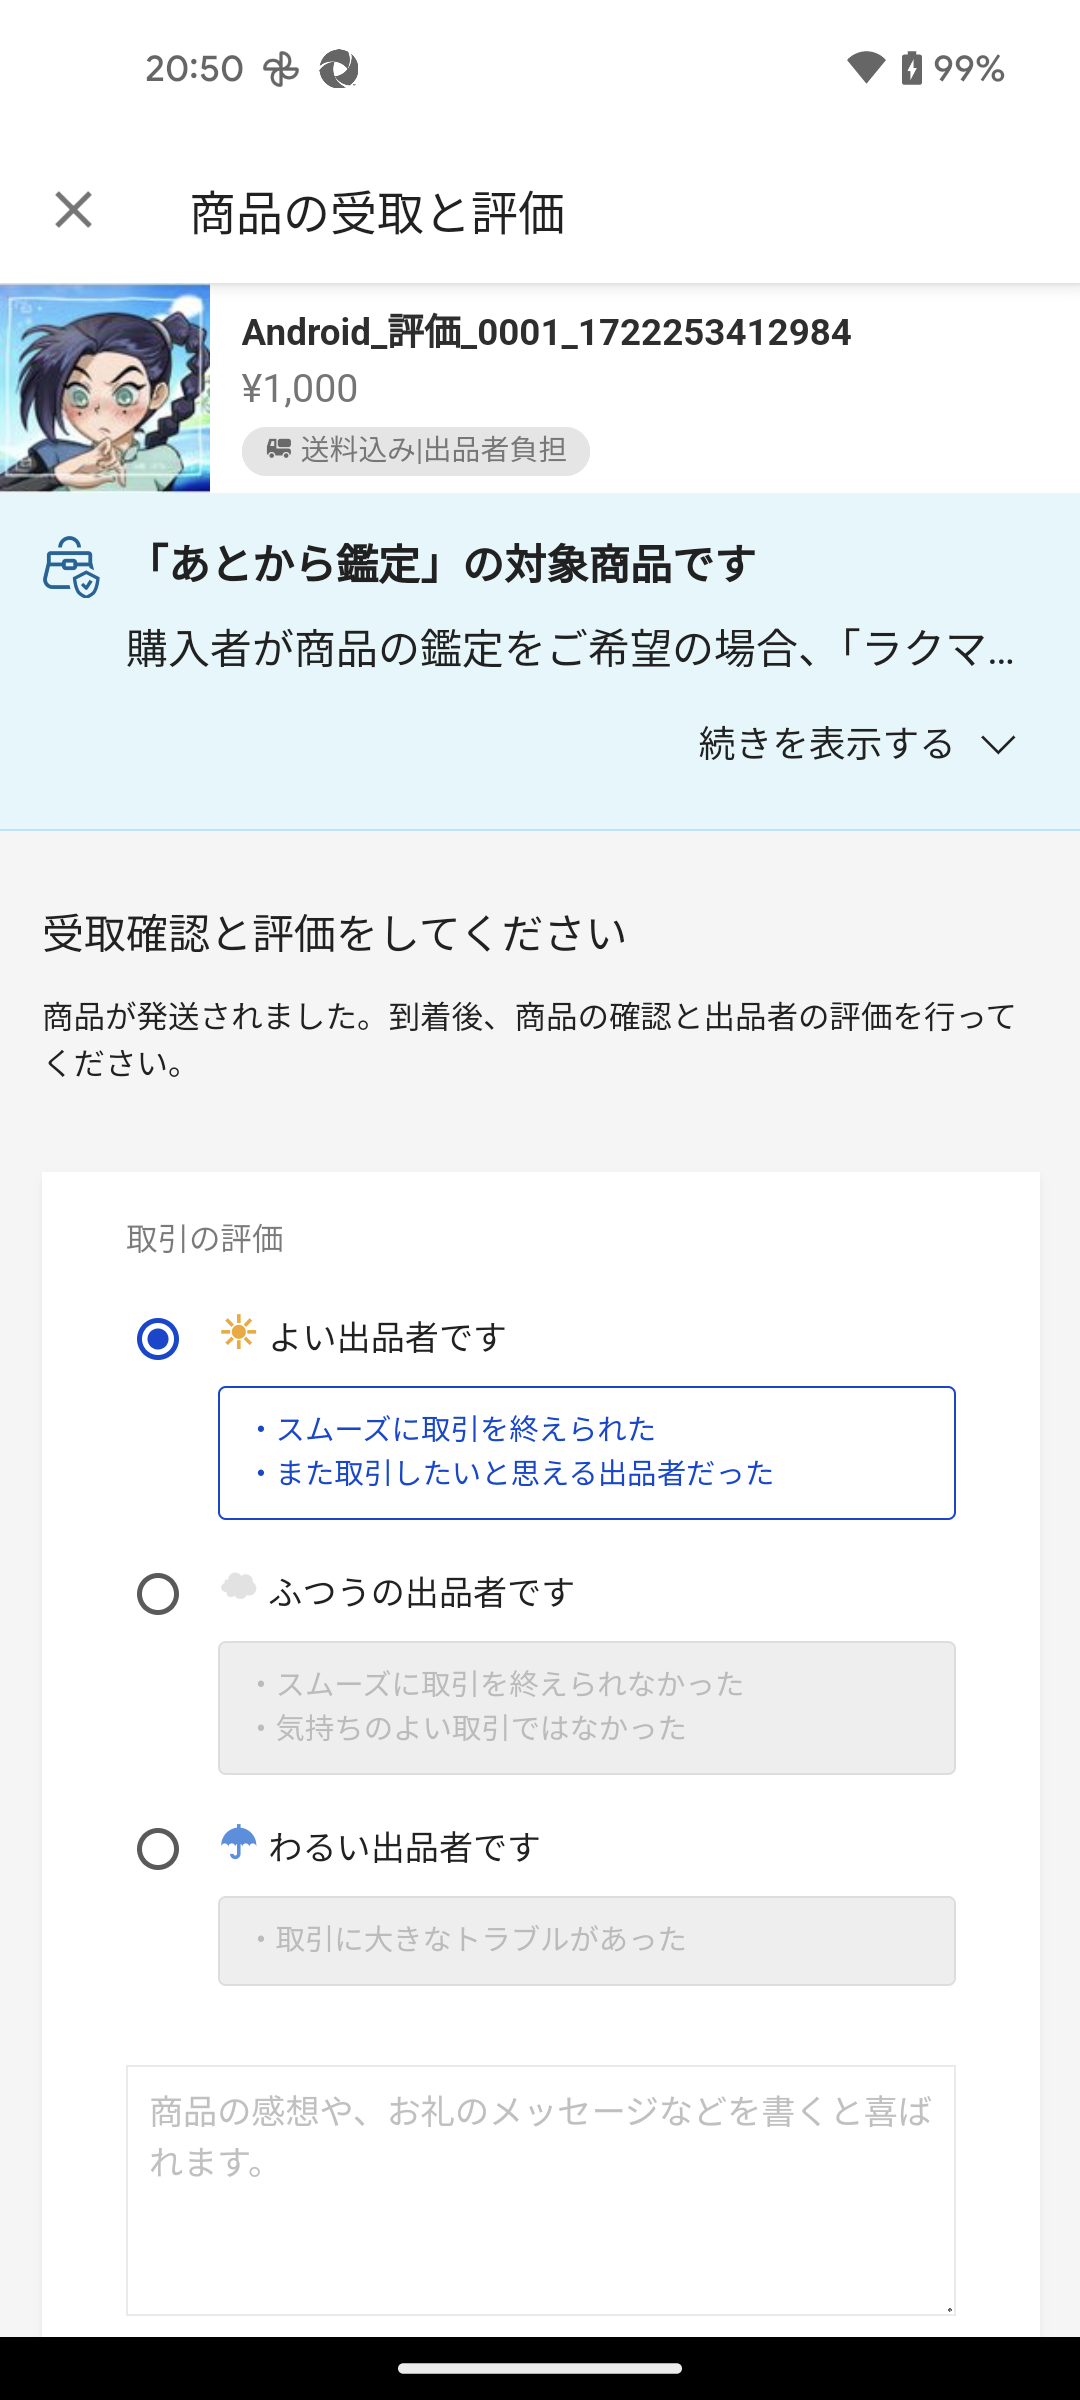 20:50
99%
商品の受取と評価
Android_評価_0001_1722253412984
¥1,000
送料込み|出品者負担
「あとから鑑定」の対象商品です
購入者が商品の鑑定をご希望の場合、「ラクマ...
続きを表示する
受取確認と評価をしてください
商品が発送されました。到着後、商品の確認と出品者の評価を行って
ください。
取引の評価
よい出品者です
・スムーズに取引を終えられた
・また取引したいと思える出品者だった
ふつうの出品者です
・スムーズに取引を終えられなかった
・気持ちのよい取引ではなかった
わるい出品者です
・取引に大きなトラブルがあった
商品の感想や、お礼のメッセージなどを書くと喜ば
れます。